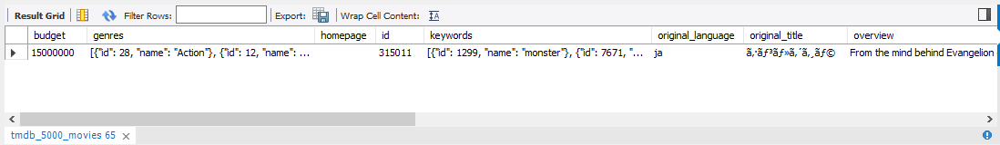 Result Grid Filter Rows: Export: Wrap Cell Content: IA
budget genres homepage id keywords original_language original_title overview
15000000 [{"id": 28, "name": "Action"}, {"id": 12, "name": ... 315011 [{"id": 1299, "name": "monster"}, {"id": 7671, "... ja ã‚·ãƒ³ãƒ»ã‚´ã‚¸ãƒ© From the mind behind Evangelion
tmdb_5000_movies 65